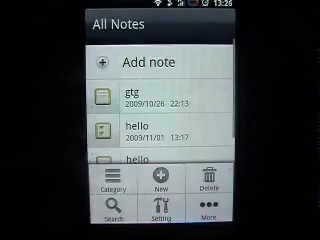 13:26
All Notes
Add note
gtg
2009/10/26 22:13
hello
2009/11/01 13:17
hello
Category New Delete
Search Setting More